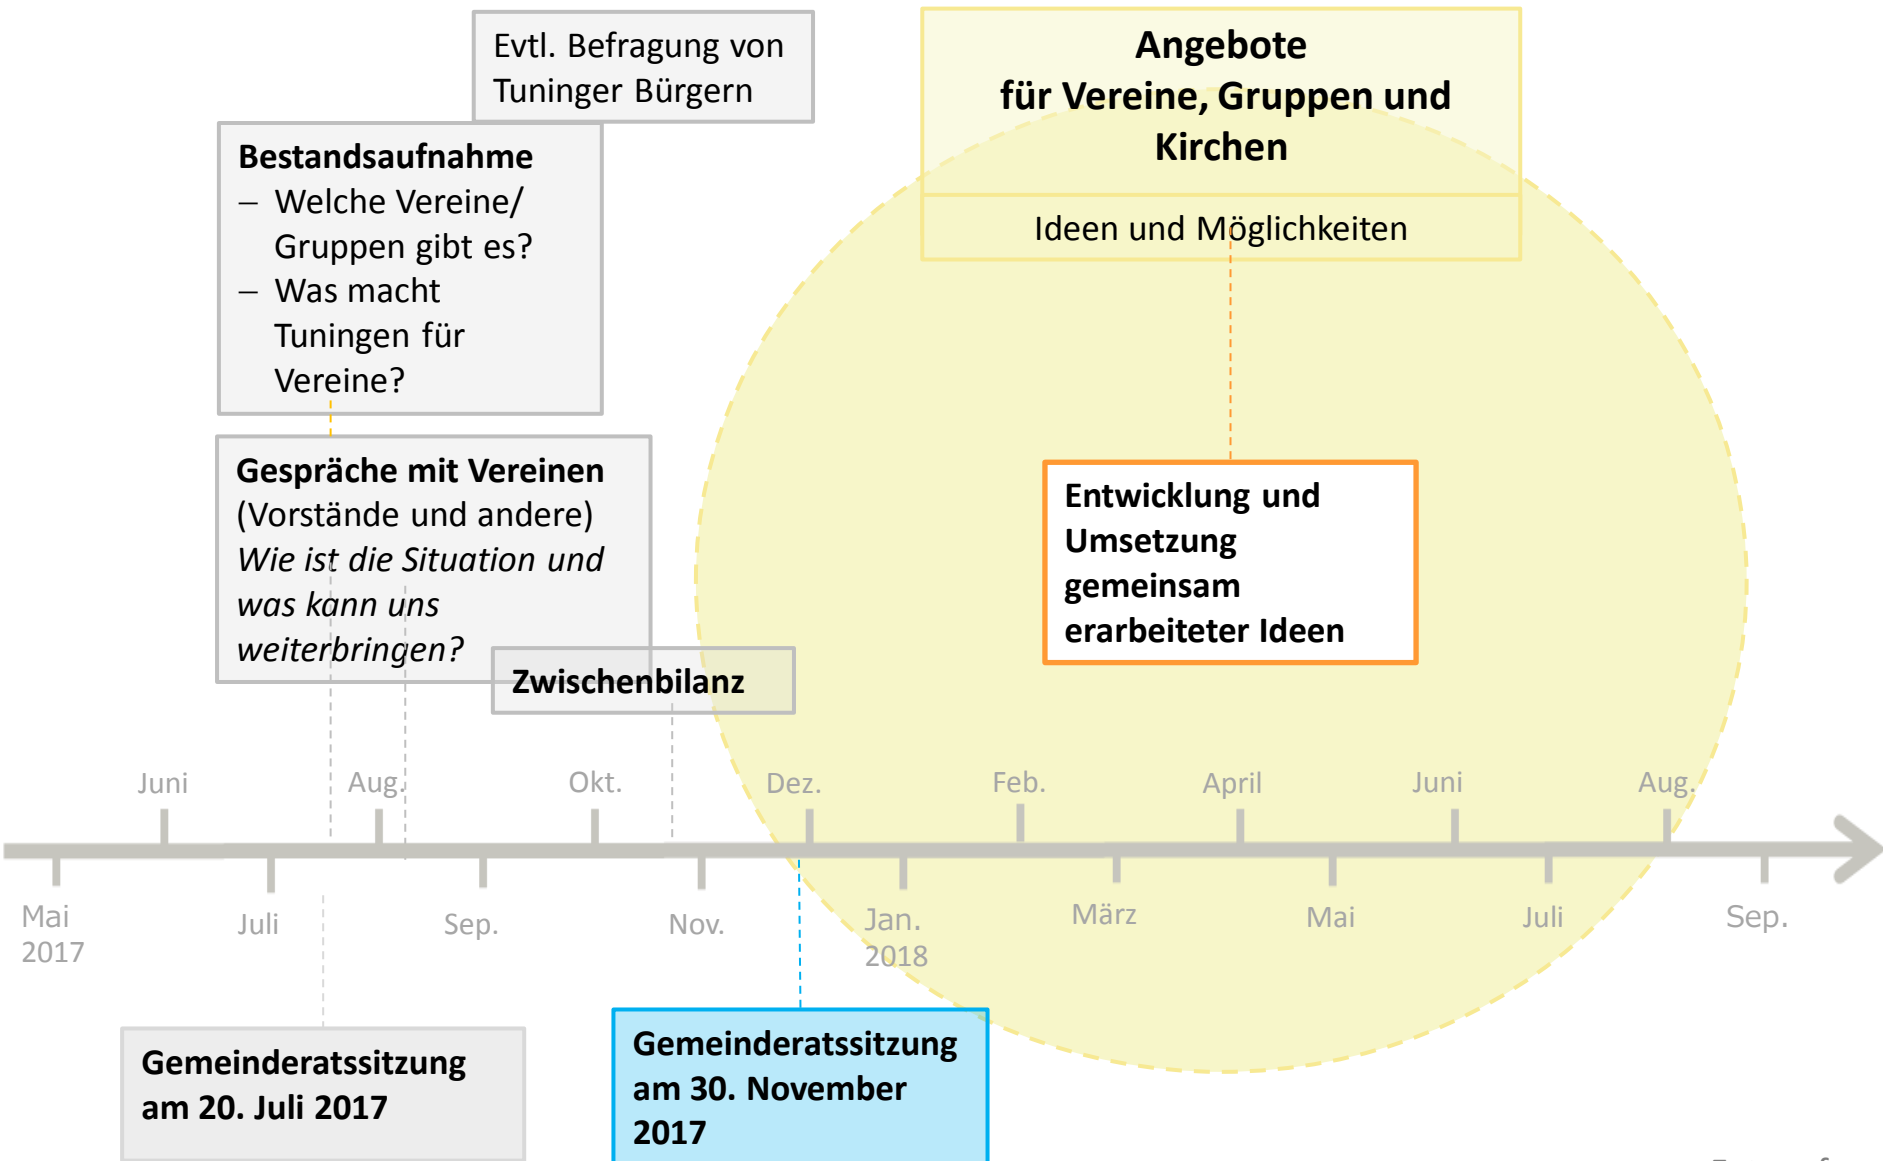 Evtl. Befragung von
Tuninger Bürgern
Angebote
für Vereine, Gruppen und
Kirchen
Ideen und Möglichkeiten
Bestandsaufnahme
– Welche Vereine/
Gruppen gibt es?
– Was macht
Tuningen für
Vereine?
Gespräche mit Vereinen
(Vorstände und andere)
Wie ist die Situation und
was kann uns
weiterbringen?
Zwischenbilanz
Entwicklung und
Umsetzung
gemeinsam
erarbeiteter Ideen
Juni
Aug.
Okt.
Dez.
Feb.
April
Juni
Aug.
Mai
2017
Juli
Sep.
Nov.
Jan.
2018
März
Mai
Juli
Sep.
Gemeinderatssitzung
am 20. Juli 2017
Gemeinderatssitzung
am 30. November
2017